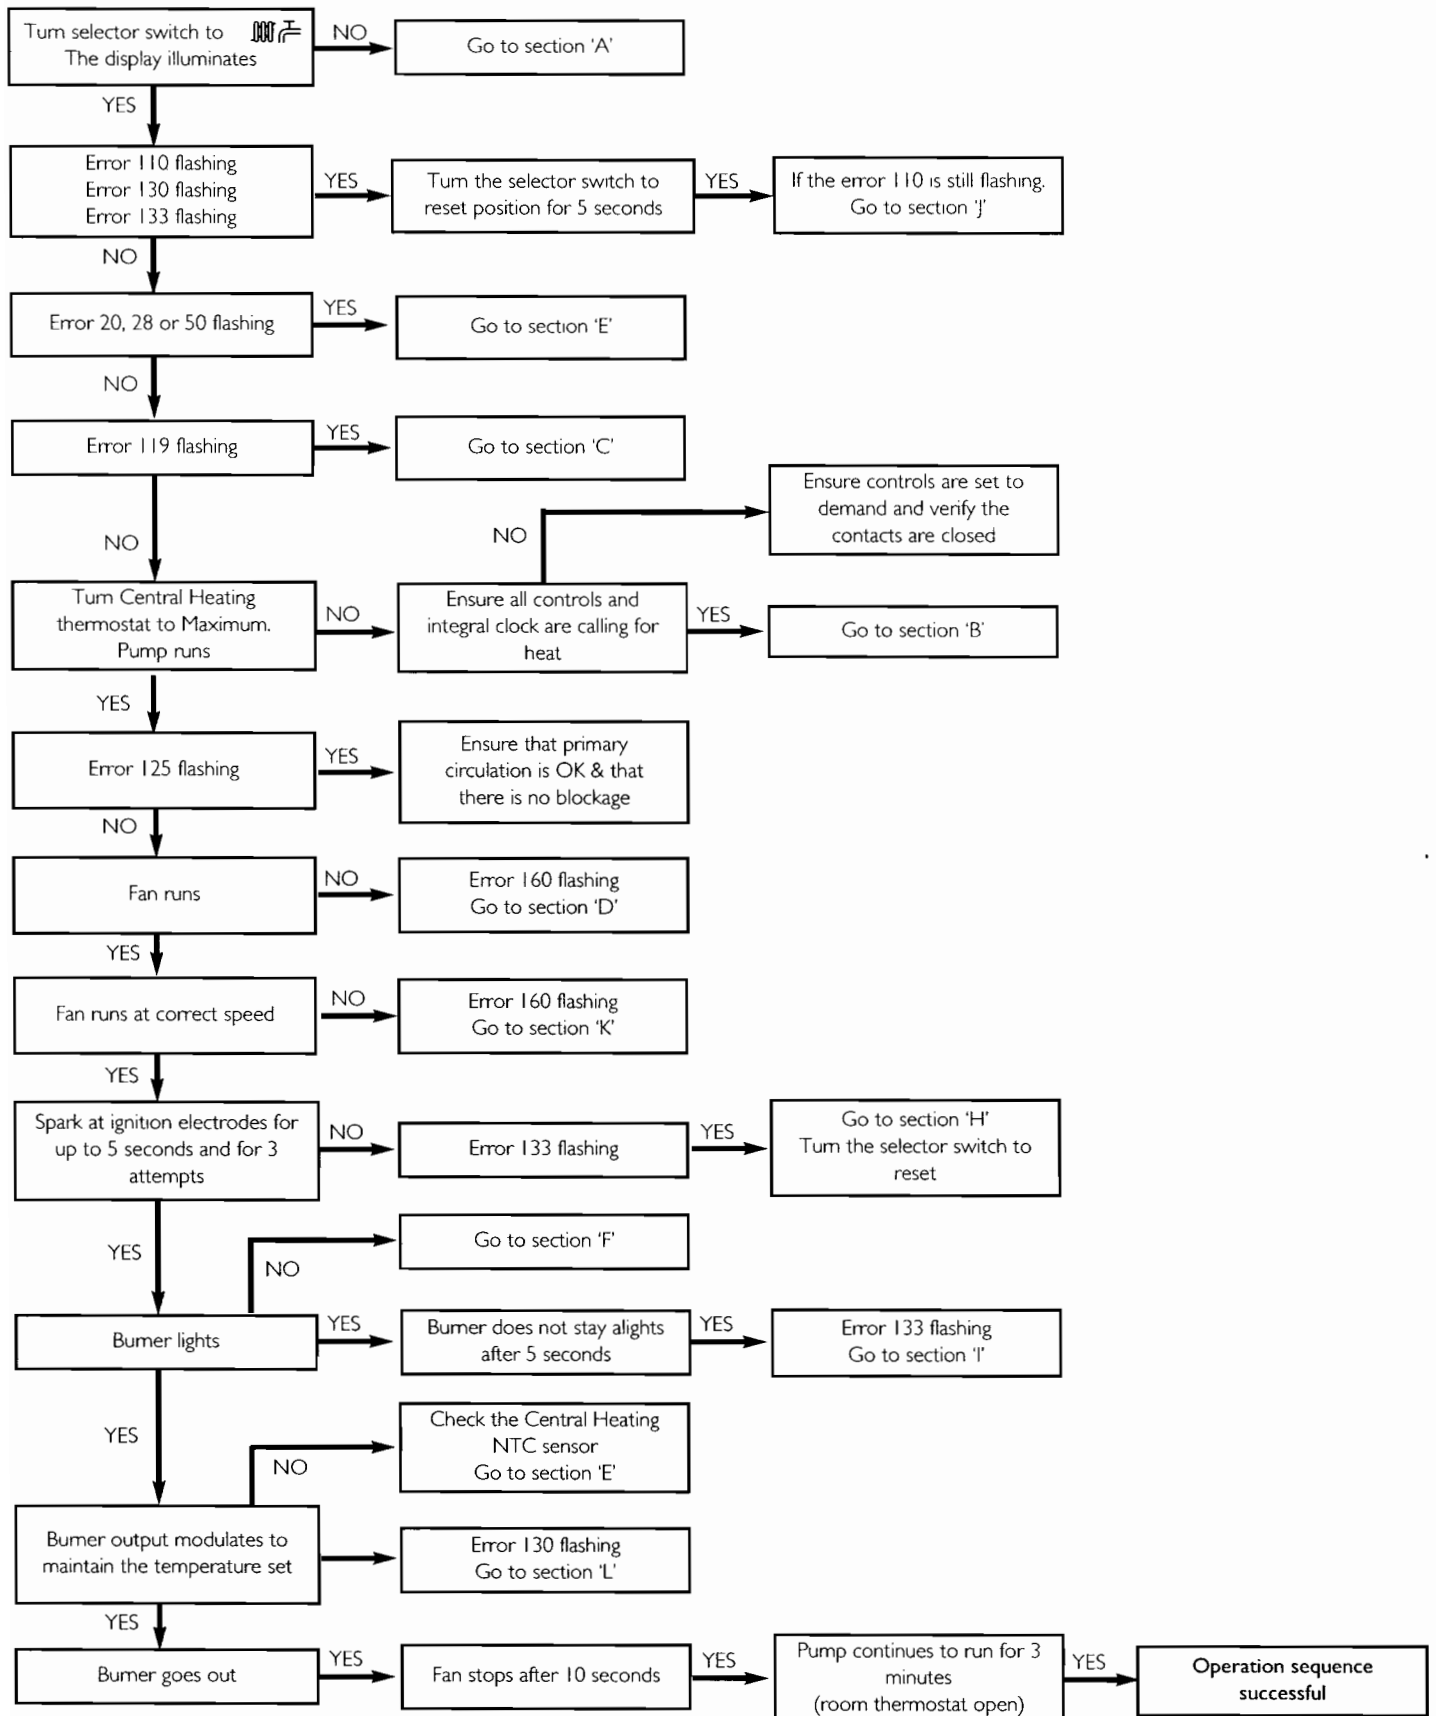 Turn selector switch to
The display illuminates
NO
Go to section ‘A’
YES
Error 110 flashing
Error 130 flashing
Error 133 flashing
YES
Turn the selector switch to
reset position for 5 seconds
YES
If the error 110 is still flashing.
Go to section ‘J’
NO
Error 20, 28 or 50 flashing
YES
Go to section ‘E’
NO
Error 119 flashing
YES
Go to section ‘C’
NO
Turn Central Heating
thermostat to Maximum.
Pump runs
NO
Ensure all controls and
integral clock are calling for
heat
NO
Ensure controls are set to
demand and verify the
contacts are closed
YES
Go to section ‘B’
YES
Error 125 flashing
YES
Ensure that primary
circulation is OK & that
there is no blockage
NO
Fan runs
NO
Error 160 flashing
Go to section ‘D’
YES
Fan runs at correct speed
NO
Error 160 flashing
Go to section ‘K’
YES
Spark at ignition electrodes for
up to 5 seconds and for 3
attempts
NO
Error 133 flashing
YES
Go to section ‘H’
Turn the selector switch to
reset
YES
NO
Go to section ‘F’
Burner lights
YES
Burner does not stay alights
after 5 seconds
YES
Error 133 flashing
Go to section ‘I’
YES
NO
Check the Central Heating
NTC sensor
Go to section ‘E’
Burner output modulates to
maintain the temperature set
Error 130 flashing
Go to section ‘L’
YES
Burner goes out
YES
Fan stops after 10 seconds
YES
Pump continues to run for 3
minutes
(room thermostat open)
YES
Operation sequence
successful